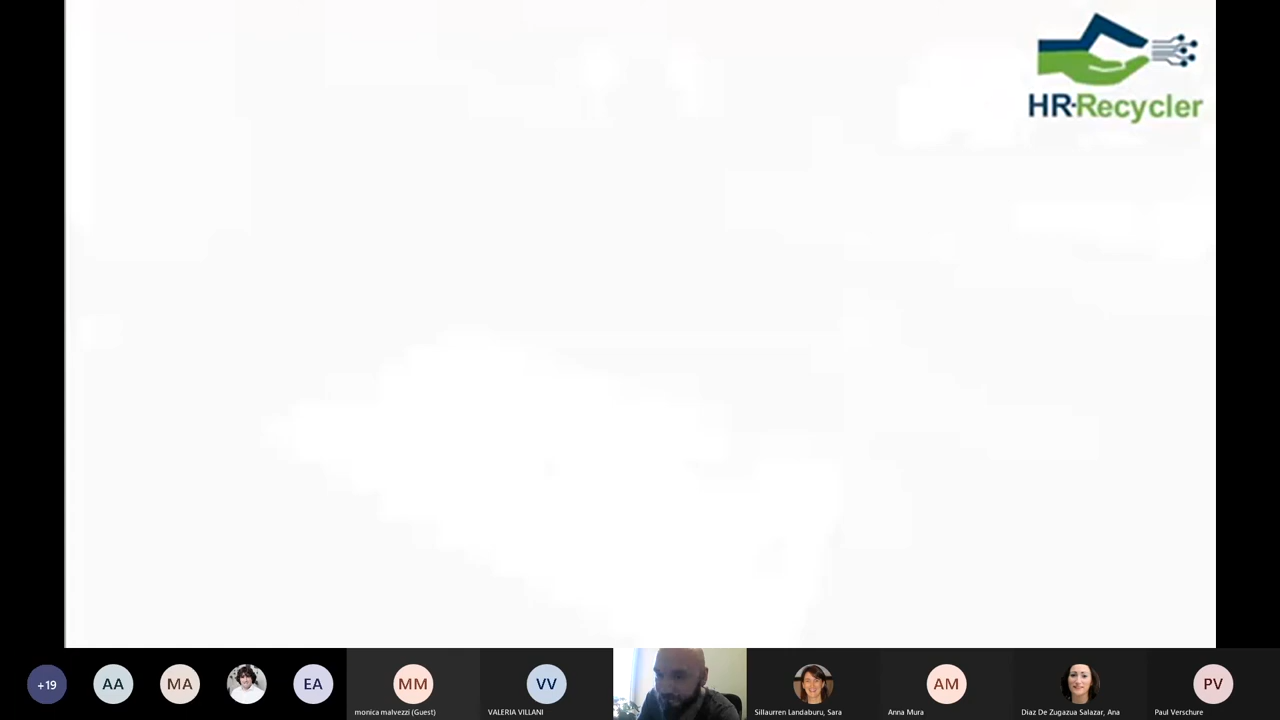 HR-Recycler
+19
AA
MA
EA
MM
monica malvezzi (Guest)
VV
VALERIA VILLANI
Sillaurren Landaburu, Sara
AM
Anna Mura
Diaz De Zugazua Salazar, Ana
PV
Paul Verschure